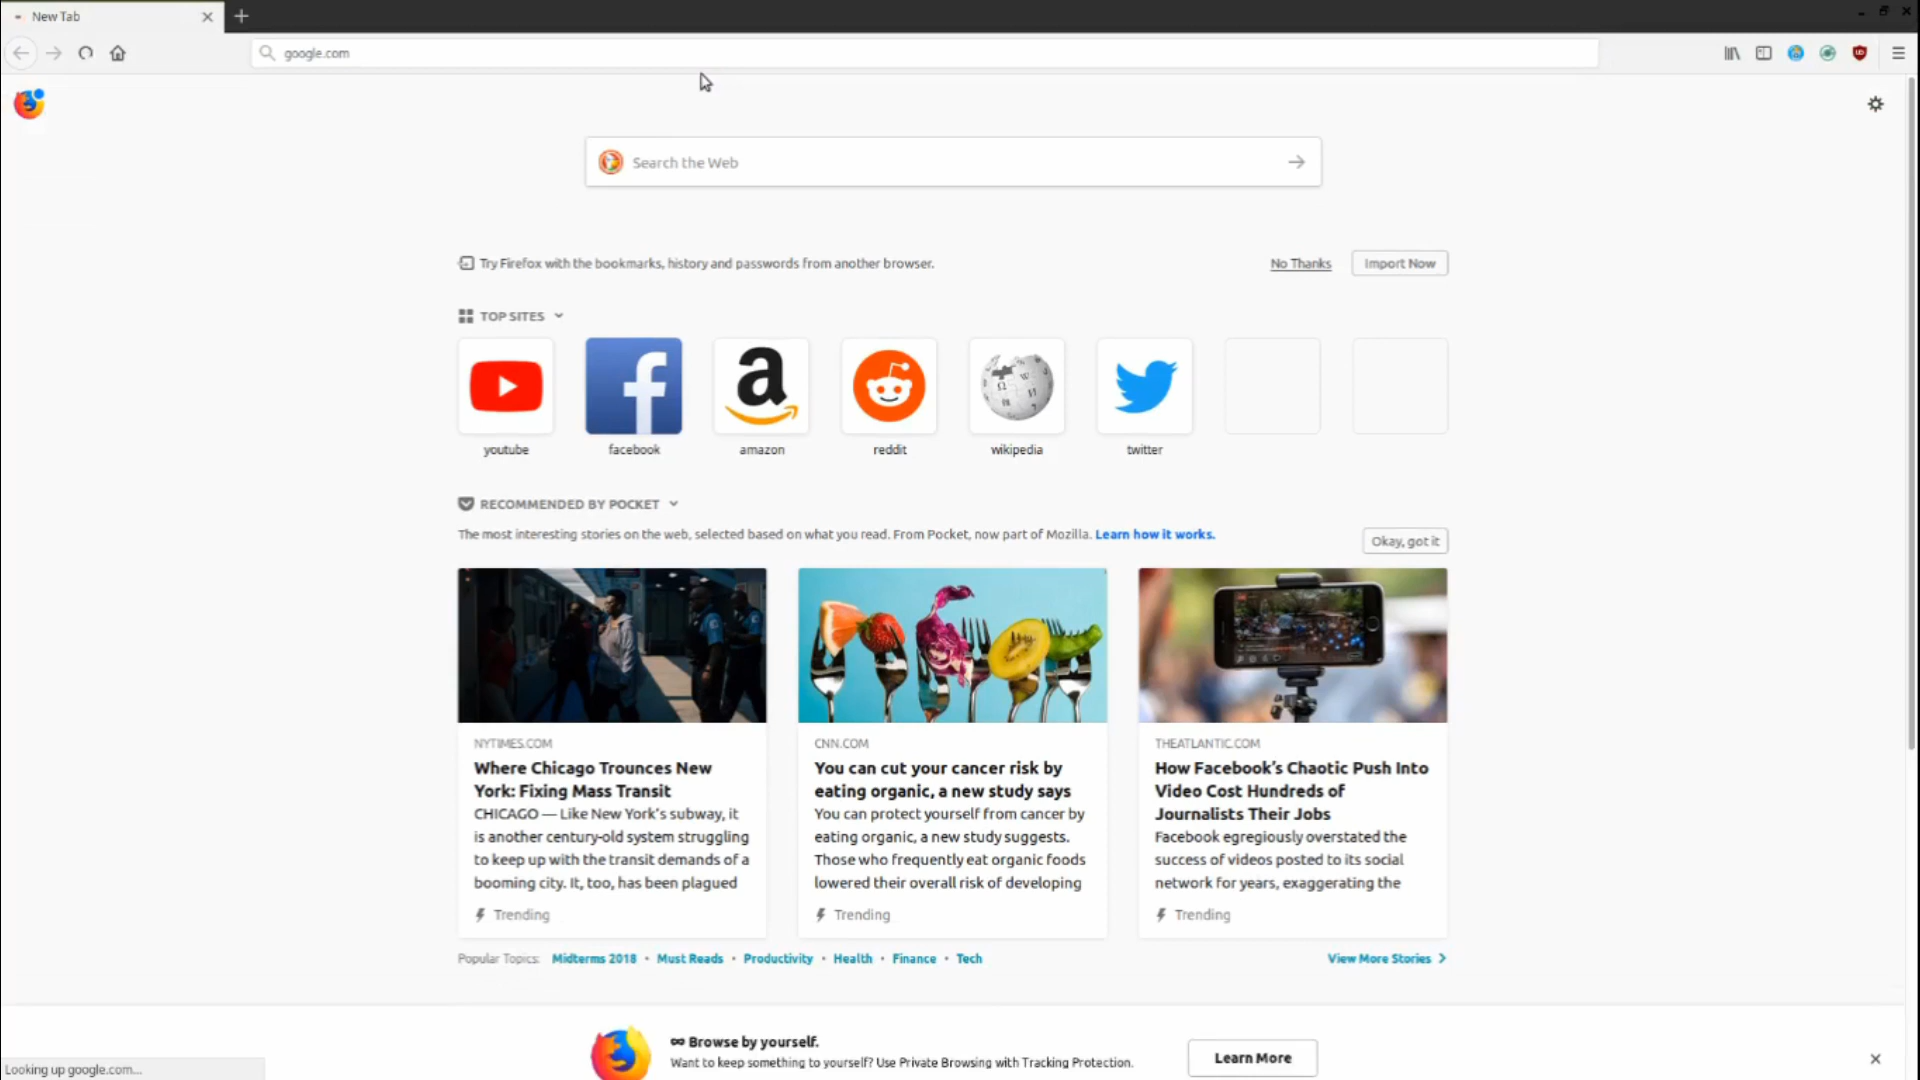 New Tab
google.com
Search the Web
Try Firefox with the bookmarks, history and passwords from another browser.
No Thanks
Import Now
TOP SITES
youtube
facebook
amazon
reddit
wikipedia
twitter
RECOMMENDED BY POCKET
The most interesting stories on the web, selected based on what you read. From Pocket, now part of Mozilla. Learn how it works.
Okay, got it
NYTIMES.COM
Where Chicago Trounces New
York: Fixing Mass Transit
CHICAGO — Like New York's subway, it
is another century-old system struggling
to keep up with the transit demands of a
booming city. It, too, has been plagued
Trending
CNN.COM
You can cut your cancer risk by
eating organic, a new study says
You can protect yourself from cancer by
eating organic, a new study suggests.
Those who frequently eat organic foods
lowered their overall risk of developing
Trending
THEATLANTIC.COM
How Facebook's Chaotic Push Into
Video Cost Hundreds of
Journalists Their Jobs
Facebook egregiously overstated the
success of videos posted to its social
network for years, exaggerating the
Trending
Popular Topics: Midterms 2018 • Must Reads • Productivity • Health • Finance • Tech
View More Stories
Browse by yourself.
Want to keep something to yourself? Use Private Browsing with Tracking Protection.
Learn More
Looking up google.com...